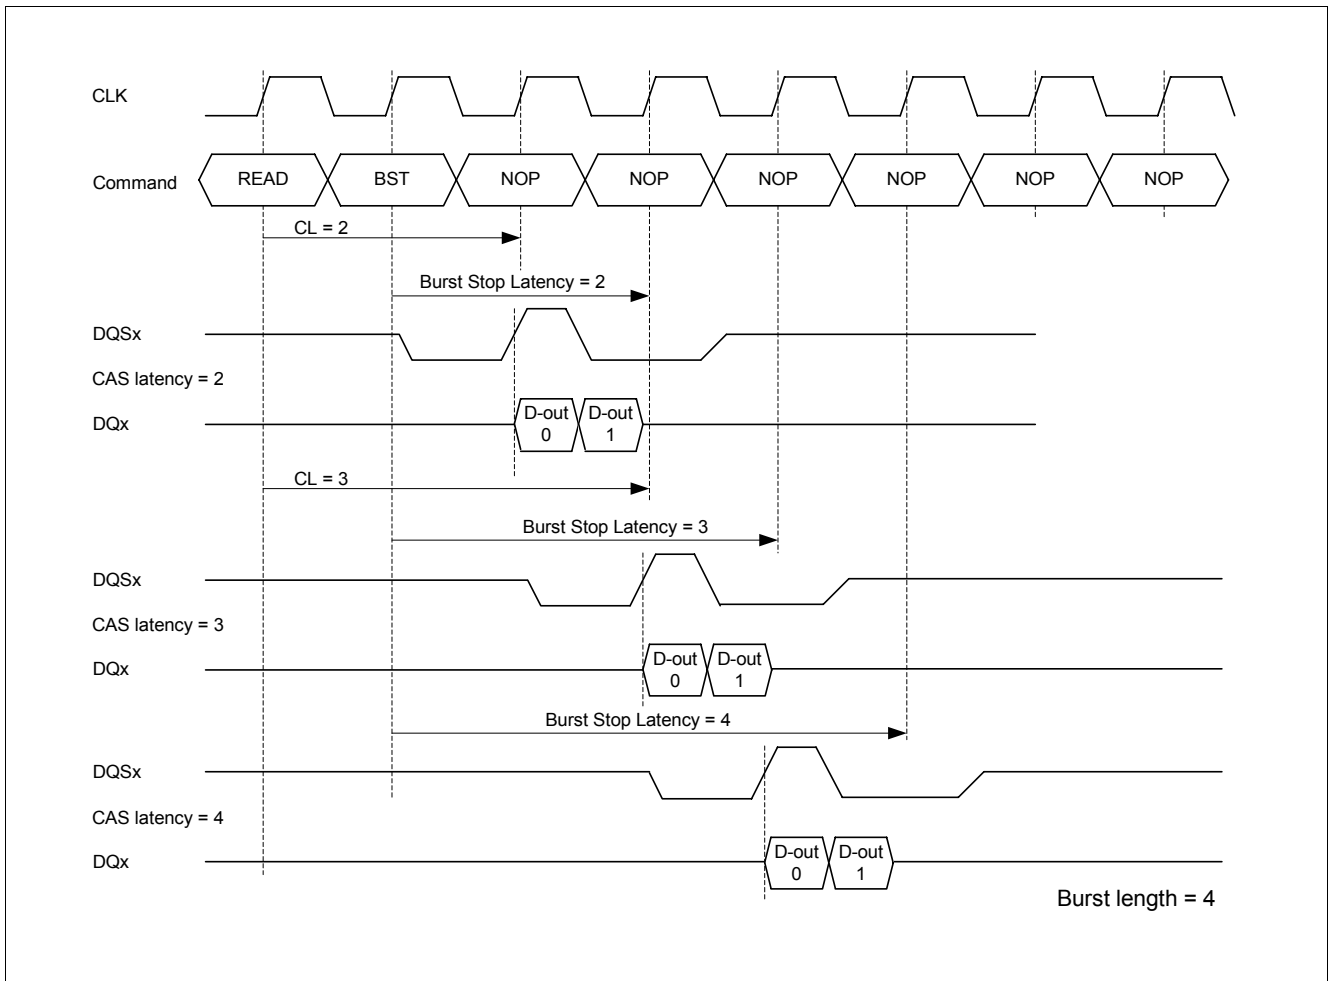 CLK
Command READ BST NOP NOP NOP NOP NOP NOP
CL = 2
Burst Stop Latency = 2
DQSx
CAS latency = 2
DQx
D-out D-out
0 1
CL = 3
Burst Stop Latency = 3
DQSx
CAS latency = 3
DQx
D-out D-out
0 1
Burst Stop Latency = 4
DQSx
CAS latency = 4
DQx
D-out D-out
0 1
Burst length = 4